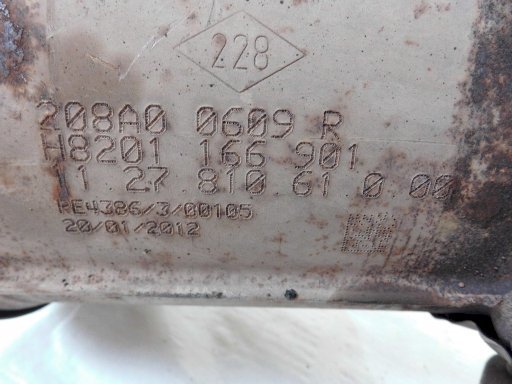 228
208A0 0609 R
H8201 166 901
11 27 810 61 0 00
PE4386/3/00105
20/01/2012